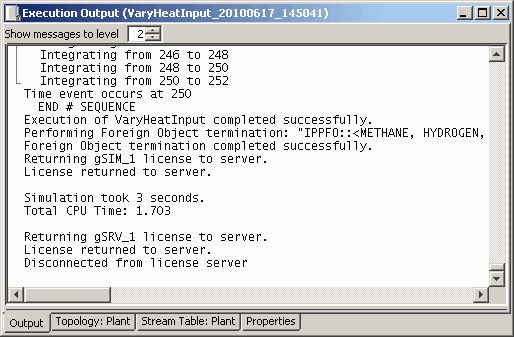 Execution Output (VaryHeatInput_20100617_145041)
Show messages to level 2
Integrating from 246 to 248
Integrating from 248 to 250
Integrating from 250 to 252
Time event occurs at 250
END # SEQUENCE
Execution of VaryHeatInput completed successfully.
Performing Foreign Object termination: "IPPFO::<METHANE, HYDROGEN,
Foreign Object termination completed successfully.
Returning gSIM_1 license to server.
License returned to server.
Simulation took 3 seconds.
Total CPU Time: 1.703
Returning gSRV_1 license to server.
License returned to server.
Disconnected from license server
Output Topology: Plant Stream Table: Plant Properties